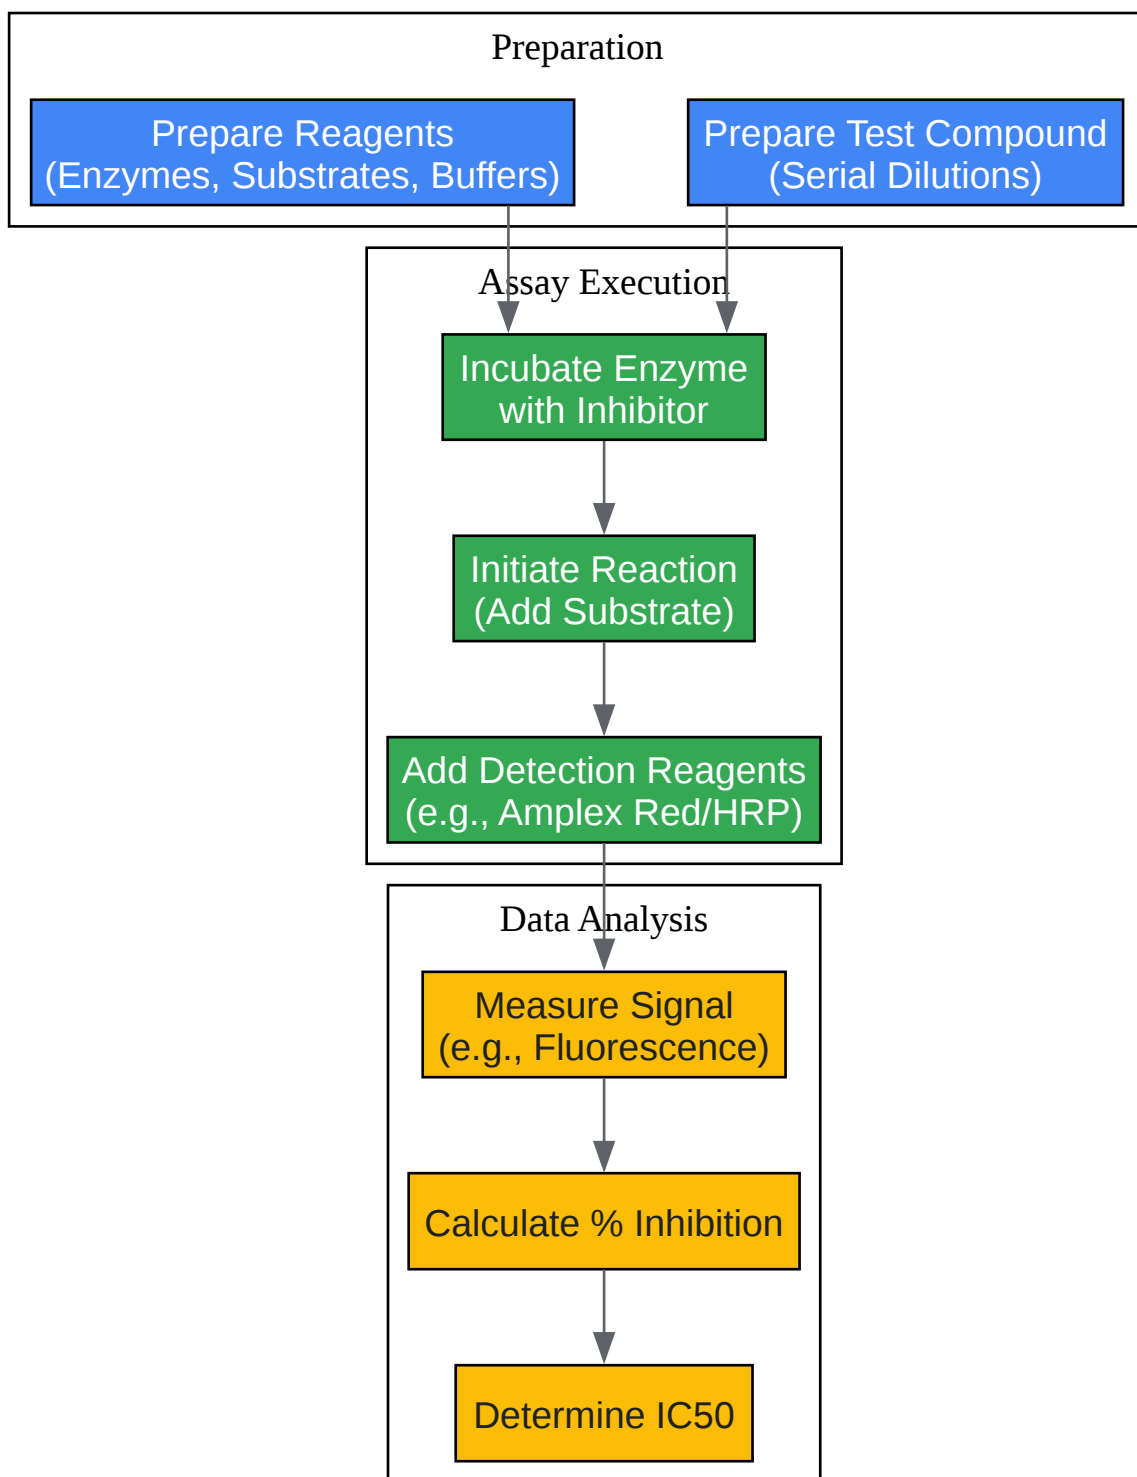 Preparation
Prepare Reagents
(Enzymes, Substrates, Buffers)
Prepare Test Compound
(Serial Dilutions)
Assay Execution
Incubate Enzyme
with Inhibitor
Initiate Reaction
(Add Substrate)
Add Detection Reagents
(e.g., Amplex Red/HRP)
Data Analysis
Measure Signal
(e.g., Fluorescence)
Calculate % Inhibition
Determine IC50